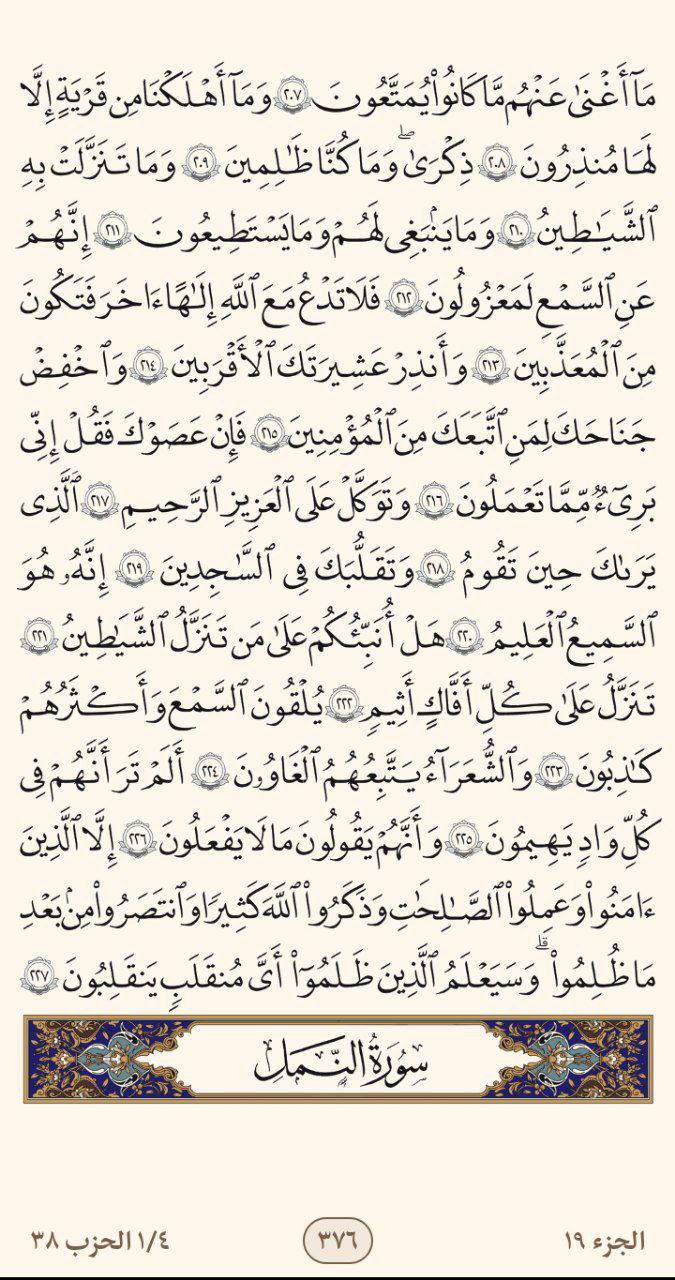 مَآ أَغۡنَىٰ عَنۡهُم مَّا كَانُواْ يُمَتَّعُونَ ٢٠٧ وَمَآ أَهۡلَكۡنَا مِن قَرۡيَةٍ إِلَّا
لَهَا مُنذِرُونَ ٢٠٨ ذِكۡرَىٰ وَمَا كُنَّا ظَٰلِمِينَ ٢٠٩ وَمَا تَنَزَّلَتۡ بِهِ
ٱلشَّيَٰطِينُ ٢١٠ وَمَا يَنۢبَغِي لَهُمۡ وَمَا يَسۡتَطِيعُونَ ٢١١ إِنَّهُمۡ
عَنِ ٱلسَّمۡعِ لَمَعۡزُولُونَ ٢١٢ فَلَا تَدۡعُ مَعَ ٱللَّهِ إِلَٰهًا ءَاخَرَ فَتَكُونَ
مِنَ ٱلۡمُعَذَّبِينَ ٢١٣ وَأَنذِرۡ عَشِيرَتَكَ ٱلۡأَقۡرَبِينَ ٢١٤ وَٱخۡفِضۡ
جَنَاحَكَ لِمَنِ ٱتَّبَعَكَ مِنَ ٱلۡمُؤۡمِنِينَ ٢١٥ فَإِنۡ عَصَوۡكَ فَقُلۡ إِنِّي
بَرِيٓءٞ مِّمَّا تَعۡمَلُونَ ٢١٦ وَتَوَكَّلۡ عَلَى ٱلۡعَزِيزِ ٱلرَّحِيمِ ٢١٧ ٱلَّذِي
يَرَىٰكَ حِينَ تَقُومُ ٢١٨ وَتَقَلُّبَكَ فِي ٱلسَّٰجِدِينَ ٢١٩ إِنَّهُۥ هُوَ
ٱلسَّمِيعُ ٱلۡعَلِيمُ ٢٢٠ هَلۡ أُنَبِّئُكُمۡ عَلَىٰ مَن تَنَزَّلُ ٱلشَّيَٰطِينُ ٢٢١
تَنَزَّلُ عَلَىٰ كُلِّ أَفَّاكٍ أَثِيمٖ ٢٢٢ يُلۡقُونَ ٱلسَّمۡعَ وَأَكۡثَرُهُمۡ
كَٰذِبُونَ ٢٢٣ وَٱلشُّعَرَآءُ يَتَّبِعُهُمُ ٱلۡغَاوُۥنَ ٢٢٤ أَلَمۡ تَرَ أَنَّهُمۡ فِي
كُلِّ وَادٖ يَهِيمُونَ ٢٢٥ وَأَنَّهُمۡ يَقُولُونَ مَا لَا يَفۡعَلُونَ ٢٢٦ إِلَّا ٱلَّذِينَ
ءَامَنُواْ وَعَمِلُواْ ٱلصَّٰلِحَٰتِ وَذَكَرُواْ ٱللَّهَ كَثِيرٗا وَٱنتَصَرُواْ مِنۢ بَعۡدِ
مَا ظُلِمُواْۗ وَسَيَعۡلَمُ ٱلَّذِينَ ظَلَمُوٓاْ أَيَّ مُنقَلَبٖ يَنقَلِبُونَ ٢٢٧
سُورَةُ النَّمۡلِ
الجزء ١٩
٣٧٦
١/٤ الحزب ٣٨